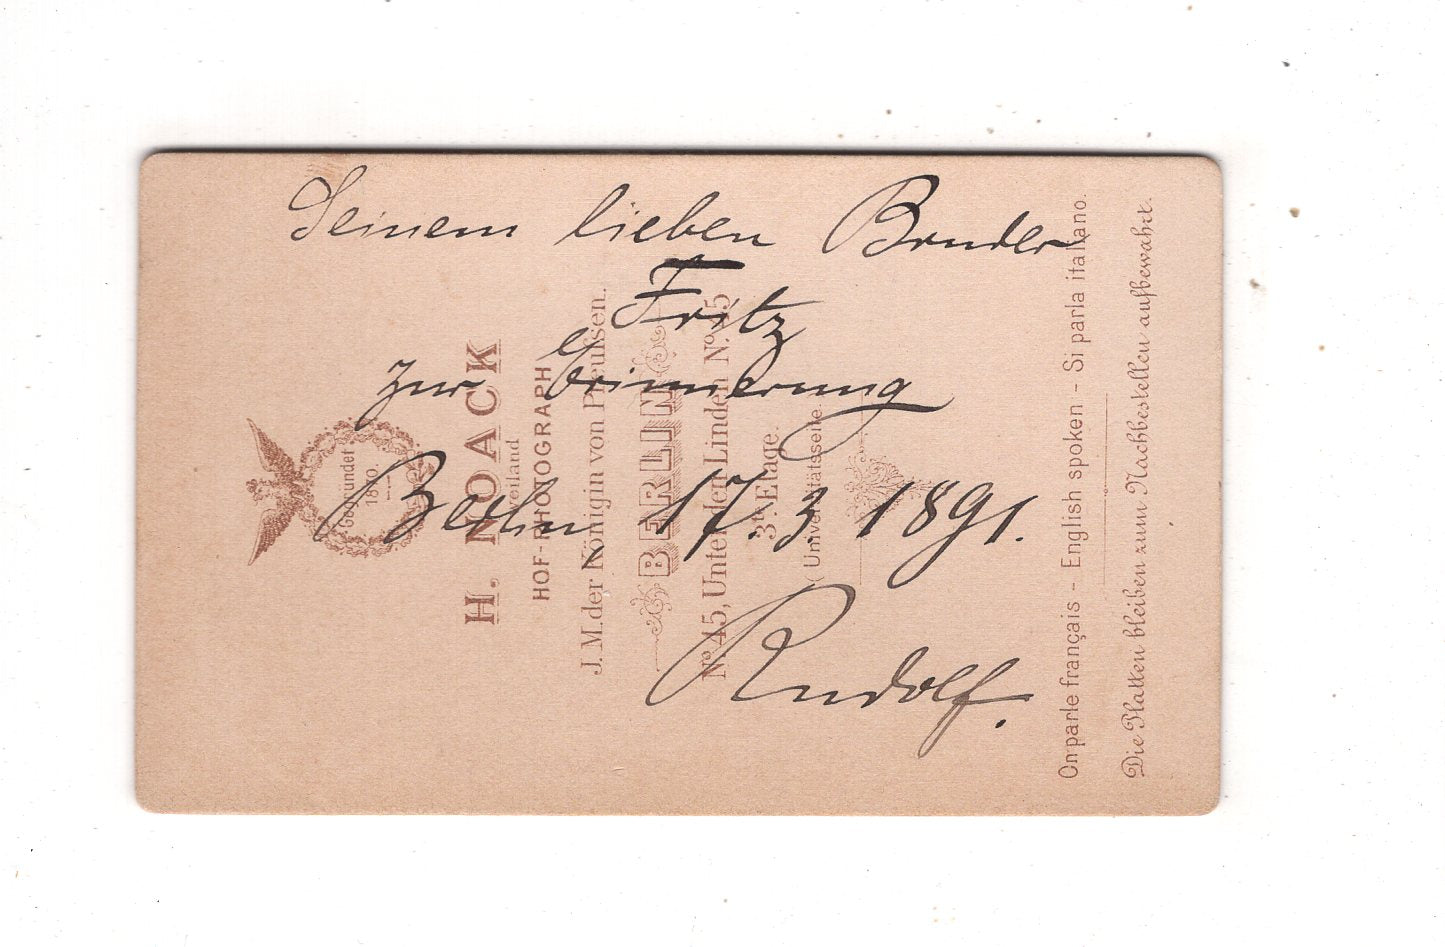 Seinem lieben Bruder
Fritz
zur Erinnerung
Berlin, 17.3.1891.
Rudolf.
Gegründet
H. NOACK
weiland
HOF-PHOTOGRAPH
J. M. der Königin von Preußen.
BERLIN
No. 45, Unter den Linden No. 45
3te Etage.
(Universitätsseite.
On parle français - English spoken - Si parla italiano.
Die Platten bleiben zum Nachbestellen aufbewahrt.